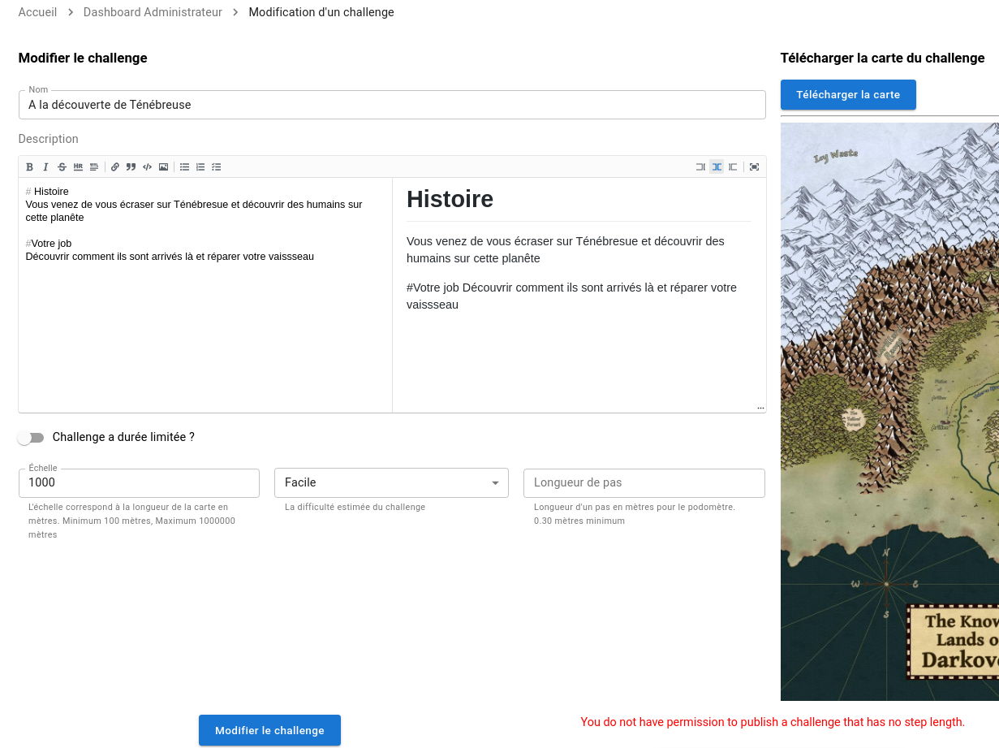 Accueil > Dashboard Administrateur > Modification d'un challenge
Modifier le challenge
Nom
A la découverte de Ténébreuse
Description
# Histoire
Vous venez de vous écraser sur Ténébresue et découvrir des humains sur
cette planête
#Votre job
Découvrir comment ils sont arrivés là et réparer votre vaissseau
Histoire
Vous venez de vous écraser sur Ténébresue et découvrir des
humains sur cette planête
#Votre job Découvrir comment ils sont arrivés là et réparer votre
vaissseau
Challenge a durée limitée ?
Échelle
1000
L'échelle correspond à la longueur de la carte en
mètres. Minimum 100 mètres, Maximum 1000000
mètres
Facile
La difficulté estimée du challenge
Longueur de pas
Longueur d'un pas en mètres pour le podomètre.
0.30 mètres minimum
Modifier le challenge
Télécharger la carte du challenge
Télécharger la carte
Icy Waste
The
Yellow
Forest
N
W
E
S
The Know
Lands o
Darkov
You do not have permission to publish a challenge that has no step length.